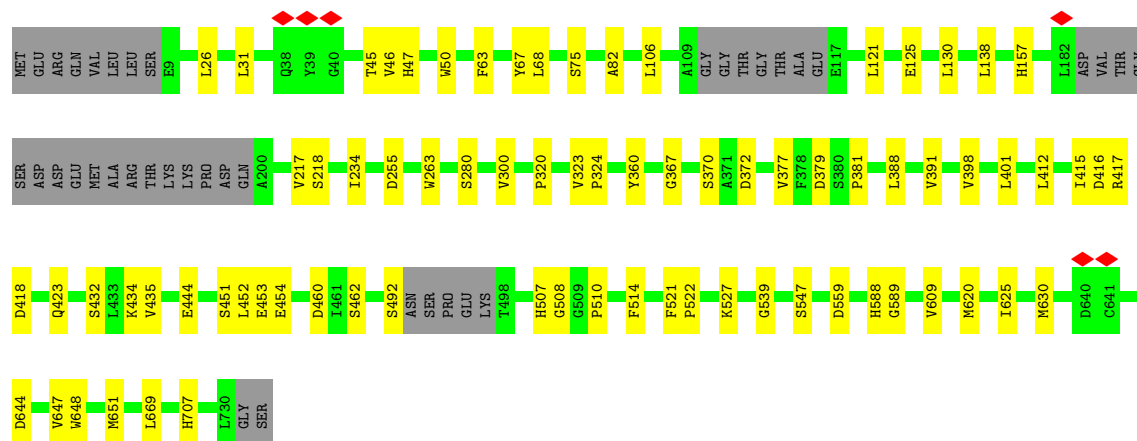 MET GLU ARG GLN VAL LEU LEU SER E9 L26 L31 Q38 Y39 G40 T45 V46 H47 W50 F63 Y67 L68 S75 A82 L106 A109 GLY GLY THR GLY THR ALA GLU E117 L121 E125 L130 L138 H157 L182 ASP VAL THR GLY
SER ASP ASP GLU MET ALA ARG THR LYS LYS PRO ASP GLN A200 V217 S218 I234 D255 W263 S280 V300 P320 V323 P324 Y360 G367 S370 A371 D372 V377 F378 D379 S380 P381 L388 V391 V398 L401 L412 I415 D416 R417
D418 Q423 S432 L433 K434 V435 E444 S451 L452 E453 E454 D460 I461 S462 S492 ASN SER PRO GLU LYS T498 H507 G508 G509 P510 F514 F521 P522 K527 G539 S547 D559 H588 G589 V609 M620 I625 M630 D640 C641
D644 V647 W648 M651 L669 H707 L730 GLY SER